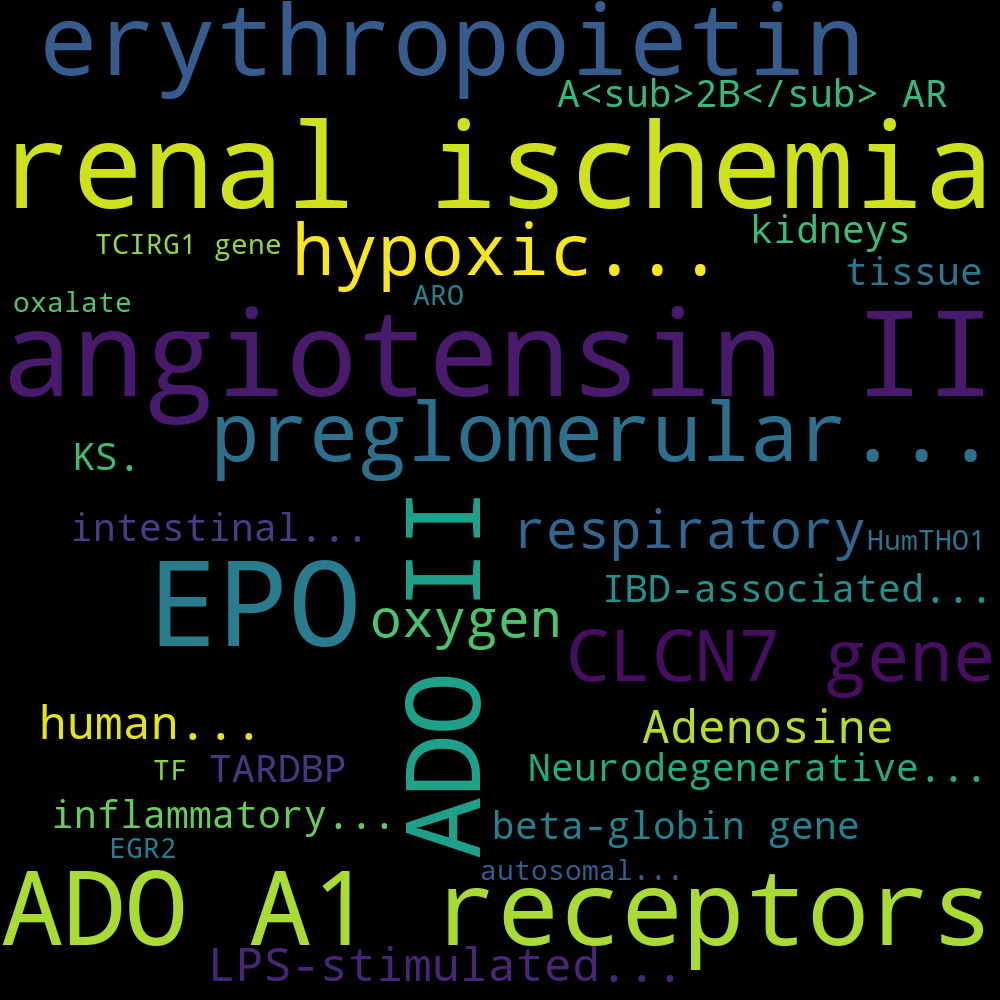 erythropoietin
A<sub>2B</sub> AR
renal ischemia
TCIRG1 gene
hypoxic...
kidneys
tissue
oxalate
ARO
angiotensin II
preglomerular...
KS.
intestinal...
respiratory
HumTHO1
EPO
ADO II
oxygen
IBD-associated...
CLCN7 gene
human...
Adenosine
TF
TARDBP
Neurodegenerative...
inflammatory...
beta-globin gene
EGR2
autosomal...
ADO A1 receptors
LPS-stimulated...